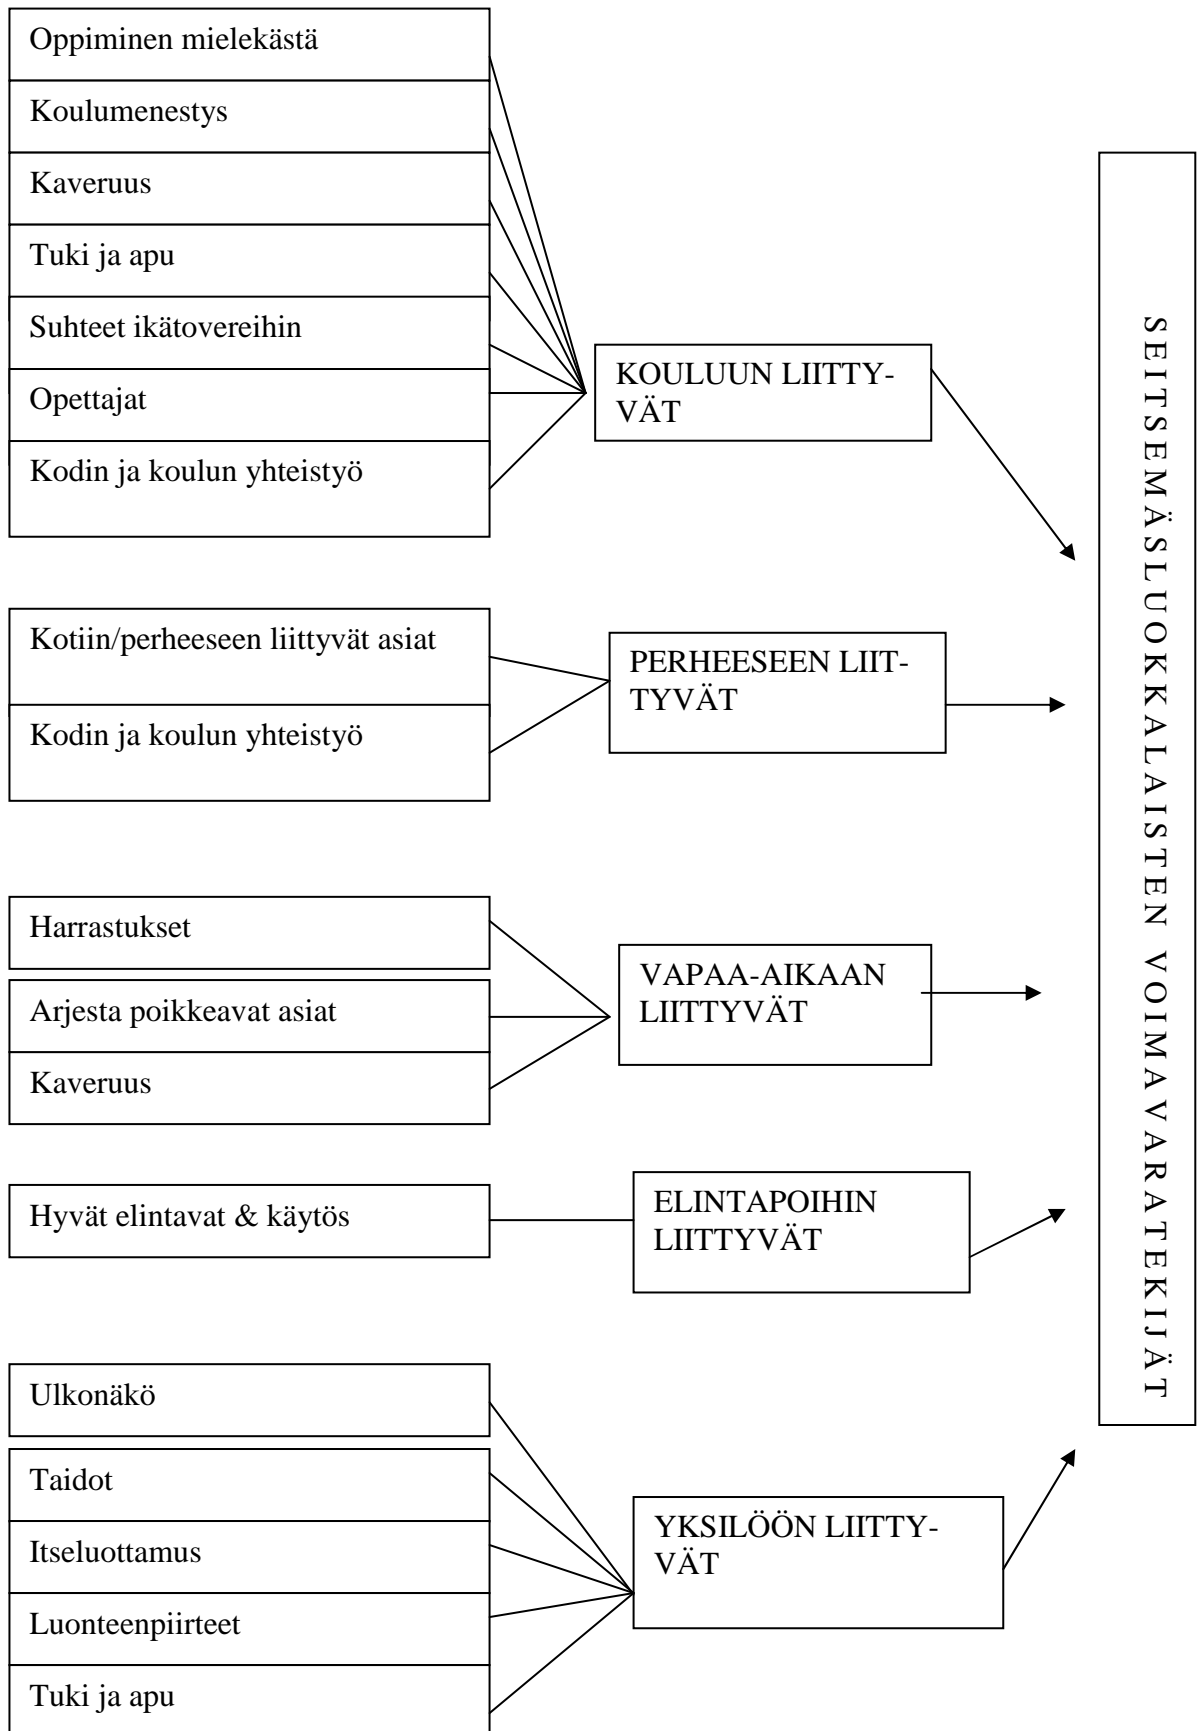 Oppiminen mielekästä
Koulumenestys
Kaveruus
Tuki ja apu
Suhteet ikätovereihin
Opettajat
Kodin ja koulun yhteistyö
KOULUUN LIITTY-
VÄT
Kotiin/perheeseen liittyvät asiat
Kodin ja koulun yhteistyö
PERHEESEEN LIIT-
TYVÄT
Harrastukset
Arjesta poikkeavat asiat
Kaveruus
VAPAA-AIKAAN
LIITTYVÄT
Hyvät elintavat & käytös
ELINTAPOIHIN
LIITTYVÄT
Ulkonäkö
Taidot
Itseluottamus
Luonteenpiirteet
Tuki ja apu
YKSILÖÖN LIITTY-
VÄT
SEITSEMÄSLUOKKALAISTEN VOIMAVARATEKIJÄT